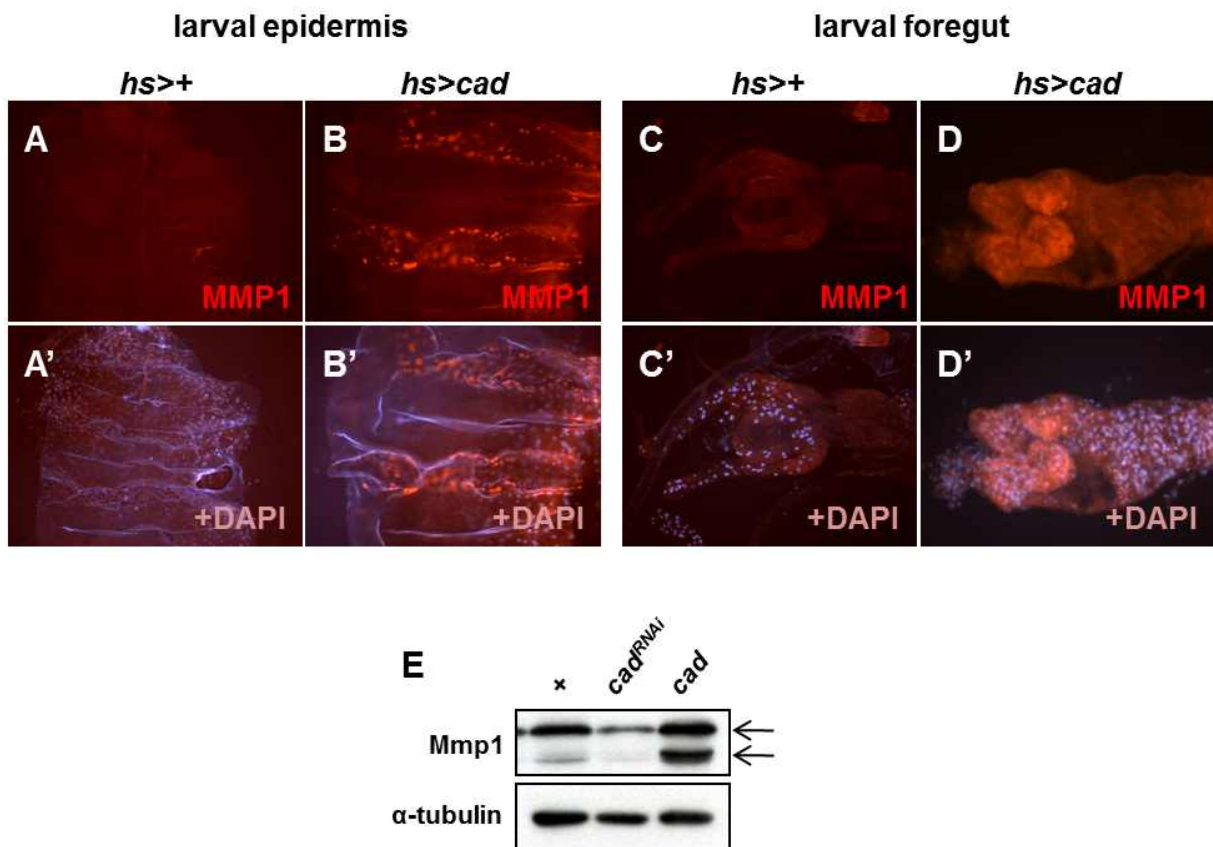 larval epidermis
larval foregut
hs>+
hs>cad
hs>+
hs>cad
A
B
C
D
MMP1
MMP1
MMP1
MMP1
A’
B’
C’
D’
+DAPI
+DAPI
+DAPI
+DAPI
E
+
cadRNAi
cad
Mmp1
α-tubulin